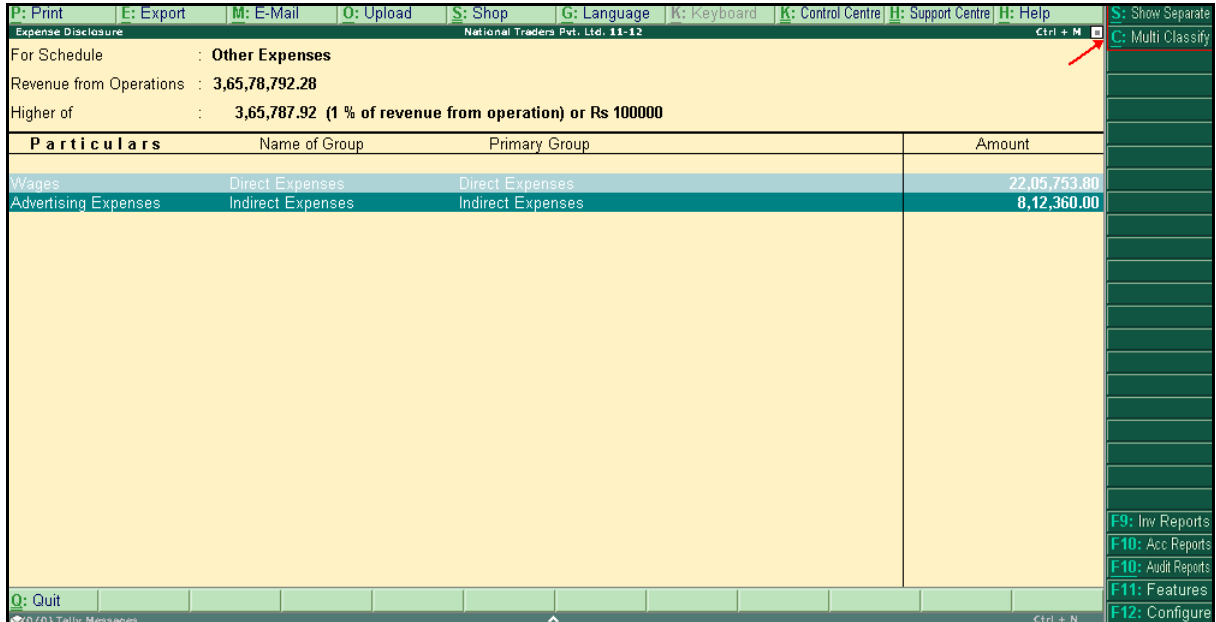 P: Print E: Export M: E-Mail O: Upload S: Shop G: Language K: Keyboard K: Control Centre H: Support Centre H: Help S: Show Separate
Expense Disclosure National Traders Pvt. Ltd. 11-12 Ctrl + M
C: Multi Classify
For Schedule : Other Expenses
Revenue from Operations : 3,65,78,792.28
Higher of : 3,65,787.92 (1 % of revenue from operation) or Rs 100000
Particulars Name of Group Primary Group Amount
Wages Direct Expenses Direct Expenses 22,05,753.80
Advertising Expenses Indirect Expenses Indirect Expenses 8,12,360.00
F9: Inv Reports
F10: Acc Reports
F10: Audit Reports
F11: Features
Q: Quit
F12: Configure
(0/0) Tally Messages Ctrl + N